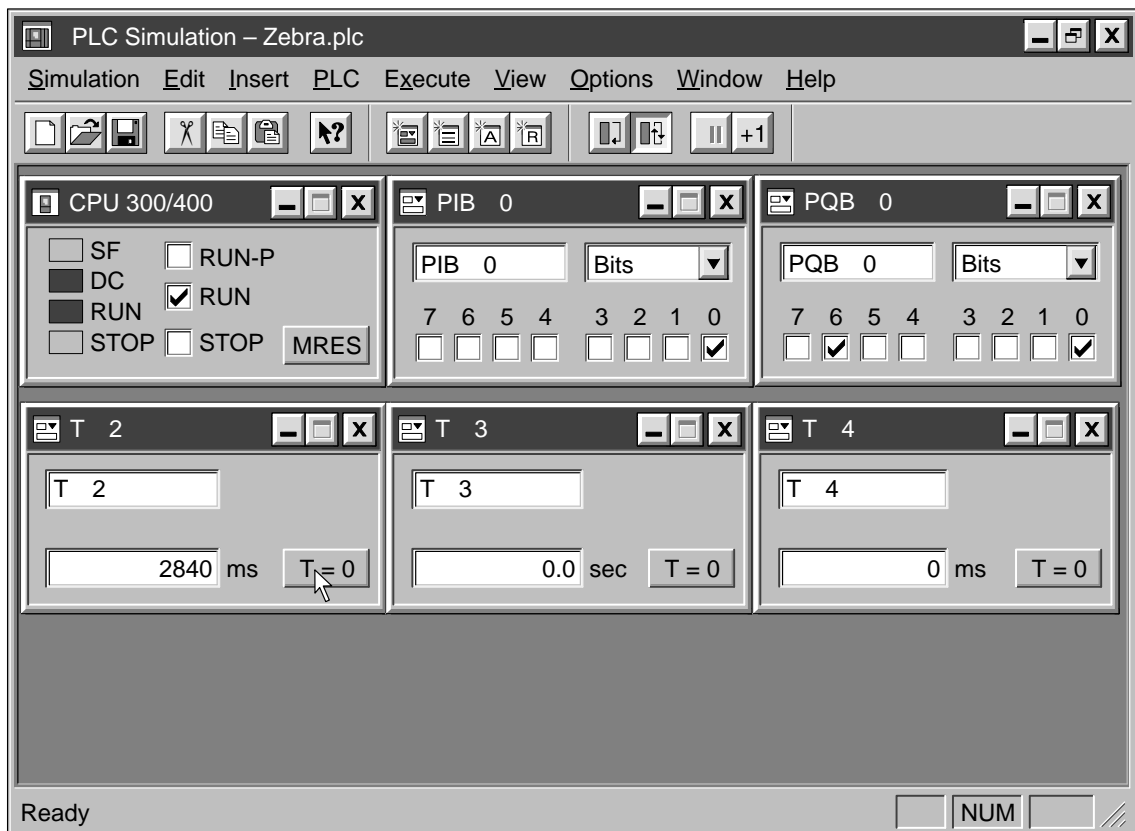 PLC Simulation – Zebra.plc
Simulation Edit Insert PLC Execute View Options Window Help
+1
CPU 300/400
SF
DC
RUN
STOP
RUN-P
RUN
STOP
MRES
PIB 0
PIB 0 Bits
7 6 5 4 3 2 1 0
PQB 0
PQB 0 Bits
7 6 5 4 3 2 1 0
T 2
T 2
2840 ms T = 0
T 3
T 3
0.0 sec T = 0
T 4
T 4
0 ms T = 0
Ready NUM